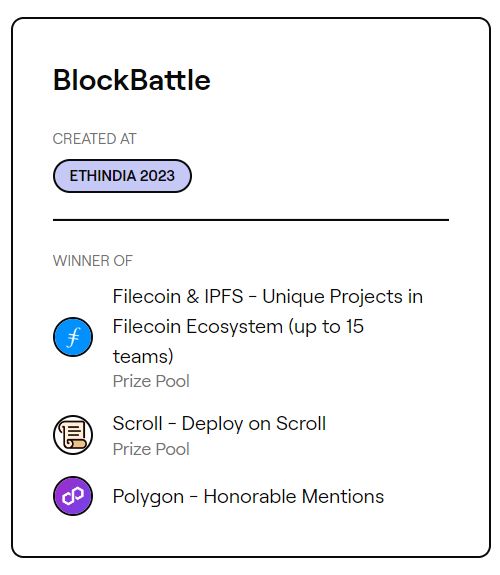 BlockBattle
CREATED AT
ETHINDIA 2023
WINNER OF
Filecoin & IPFS - Unique Projects in
Filecoin Ecosystem (up to 15
teams)
Prize Pool
Scroll - Deploy on Scroll
Prize Pool
Polygon - Honorable Mentions